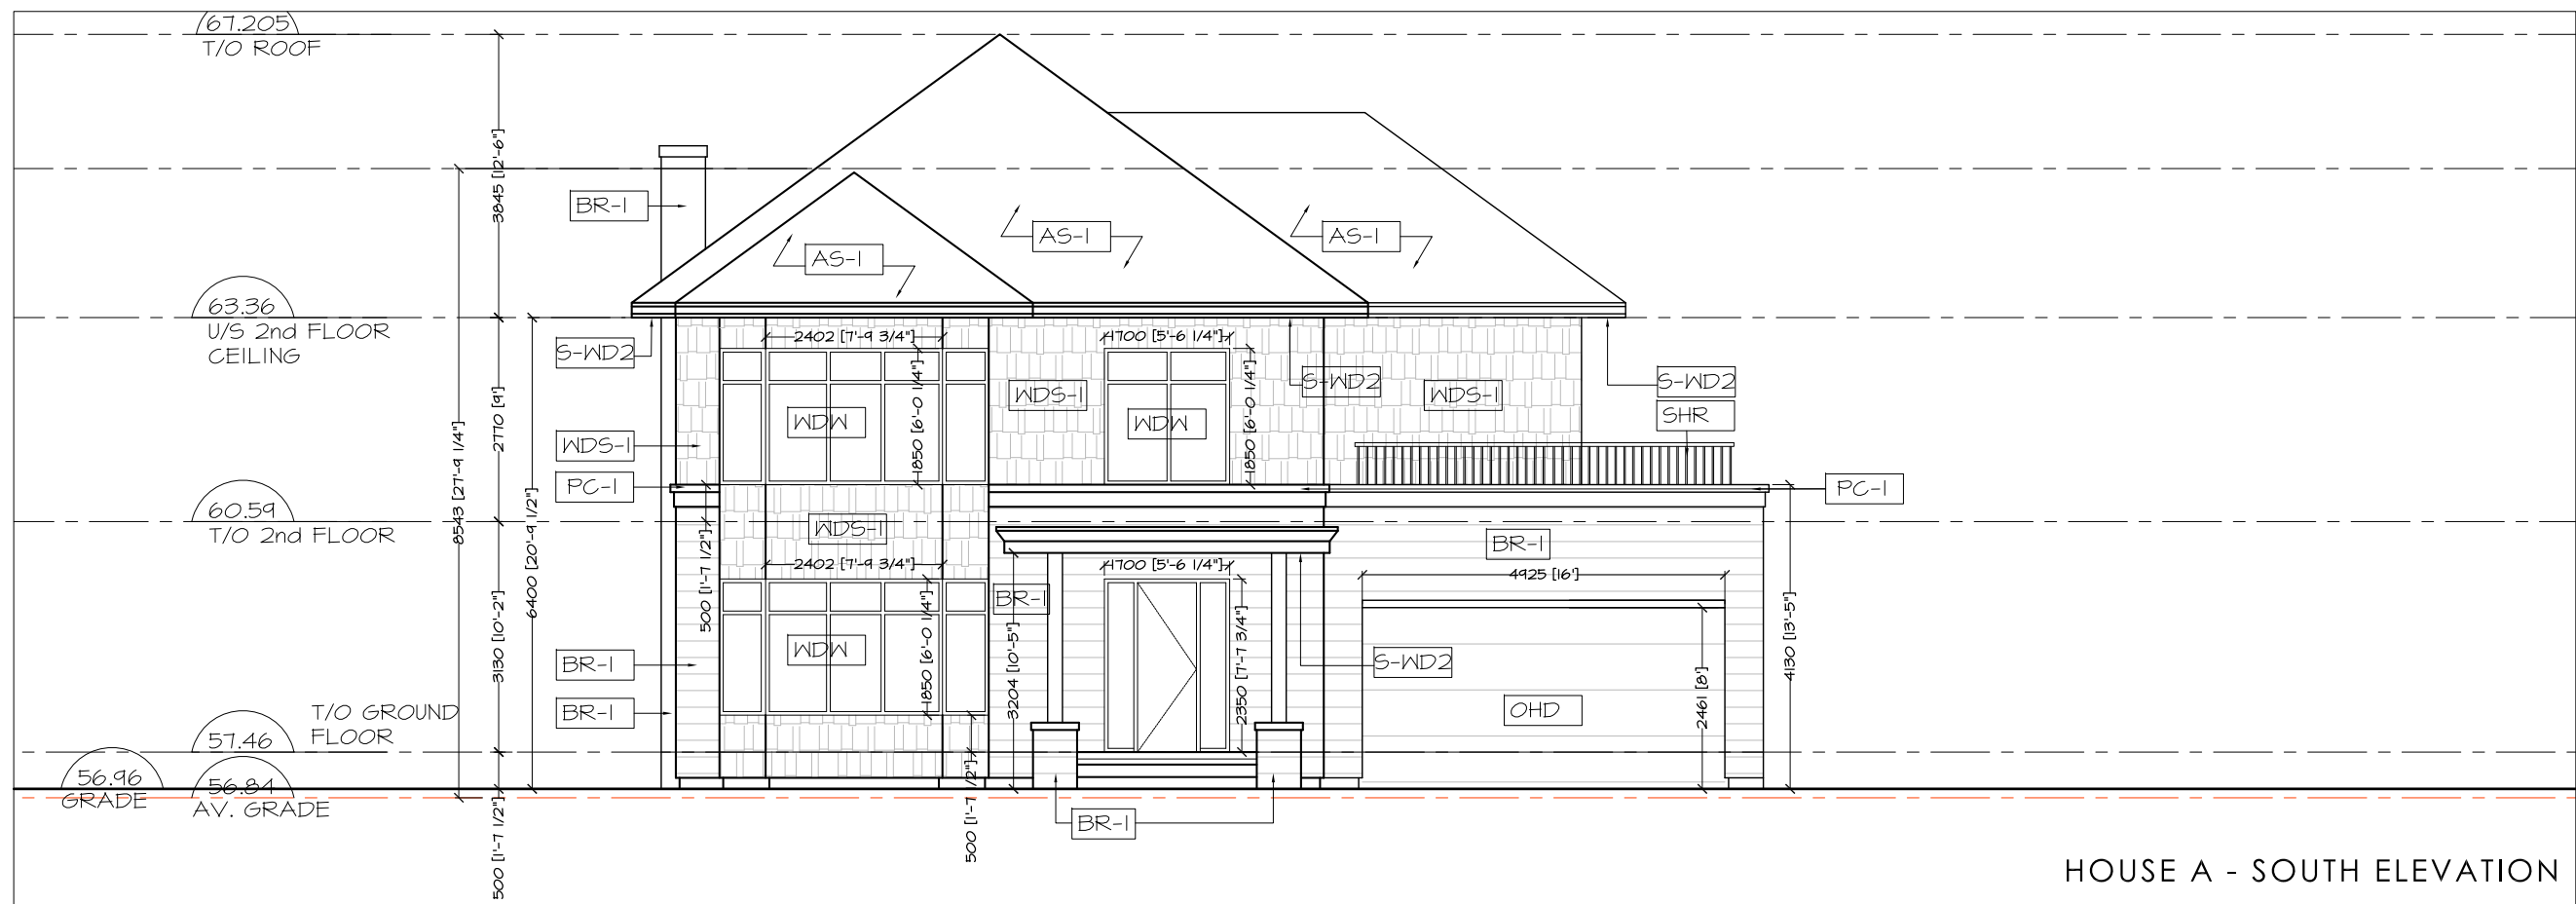 67.205
T/O ROOF
3845 [12'-6"]
BR-1
AS-1
AS-1
AS-1
63.36
U/S 2nd FLOOR
CEILING
S-WD2
2402 [7'-9 3/4"]
1700 [5'-6 1/4"]
S-WD2
S-WD2
WDS-1
WDS-1
SHR
WDW
WDW
1850 [6'-0 1/4"]
1850 [6'-0 1/4"]
2770 [9']
8543 [27'-9 1/4"]
WDS-1
PC-1
PC-1
60.59
T/O 2nd FLOOR
6400 [20'-9 1/2"]
500 [1'-7 1/2"]
WDS-1
BR-1
2402 [7'-9 3/4"]
1700 [5'-6 1/4"]
4925 [16']
BR-1
3130 [10'-2"]
1850 [6'-0 1/4"]
3204 [10'-5"]
2350 [7'-7 3/4"]
4130 [13'-5"]
WDW
BR-1
S-WD2
2461 [8']
BR-1
OHD
T/O GROUND
FLOOR
57.46
56.96
GRADE
56.84
AV. GRADE
500 [1'-7 1/2"]
500 [1'-7 1/2"]
BR-1
HOUSE A - SOUTH ELEVATION